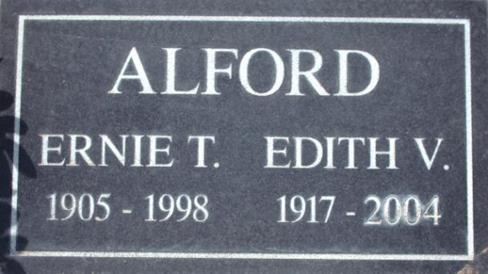 ALFORD
ERNIE T. EDITH V.
1905 - 1998 1917 - 2004